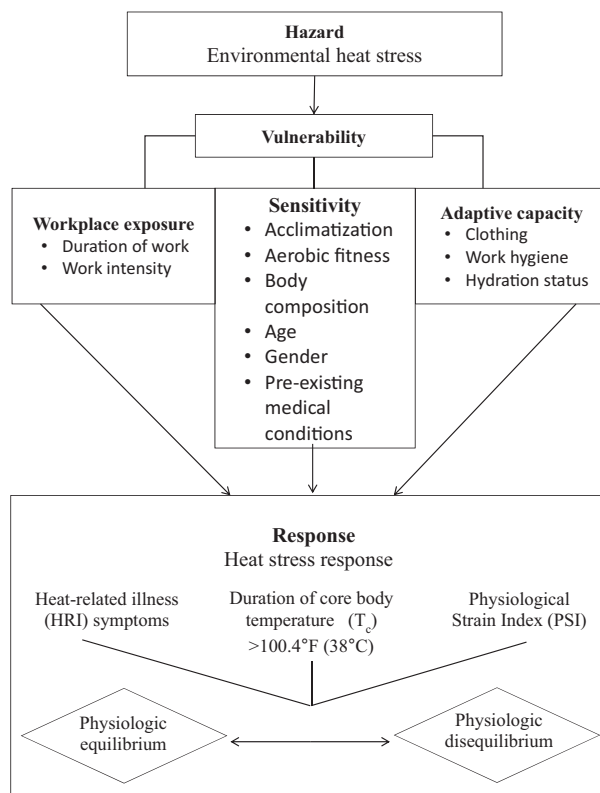 Hazard
Environmental heat stress
Vulnerability
Workplace exposure
• Duration of work
• Work intensity
Sensitivity
• Acclimatization
• Aerobic fitness
• Body
composition
• Age
• Gender
• Pre-existing
medical
conditions
Adaptive capacity
• Clothing
• Work hygiene
• Hydration status
Response
Heat stress response
Heat-related illness
(HRI) symptoms
Duration of core body
temperature (Tc)
>100.4°F (38°C)
Physiological
Strain Index (PSI)
Physiologic
equilibrium
Physiologic
disequilibrium